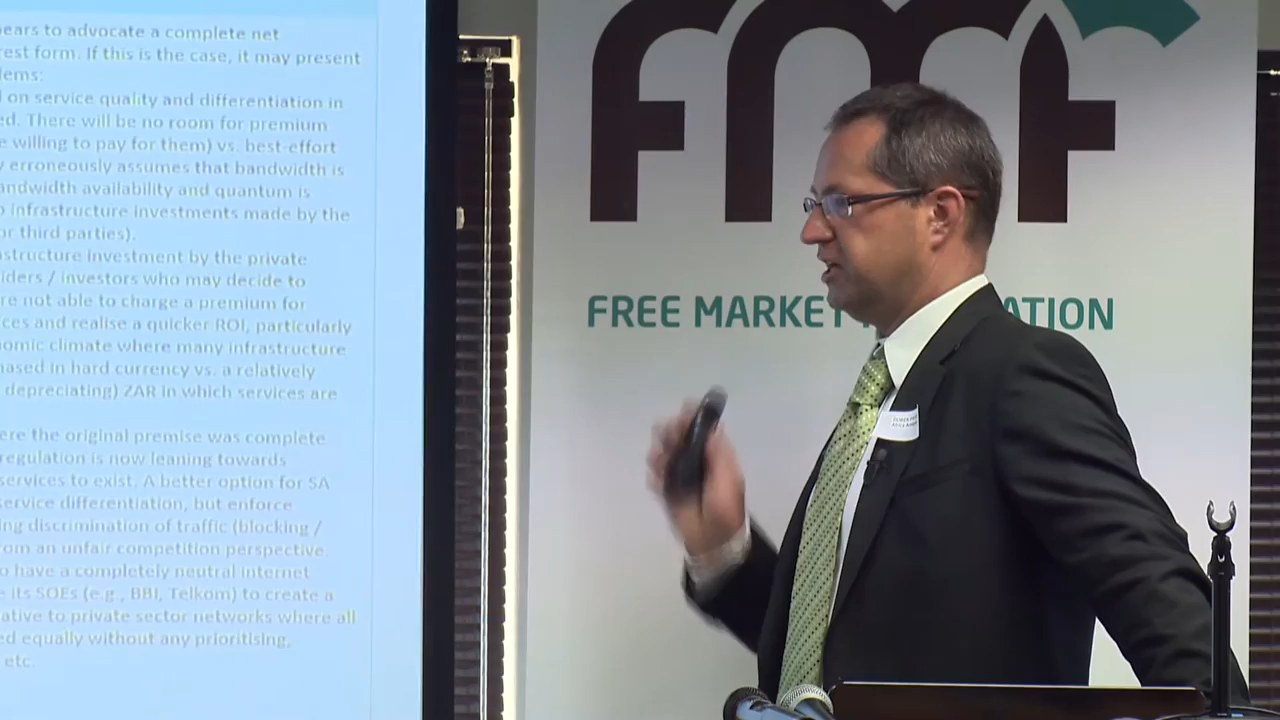 ears to advocate a complete net
rest form. If this is the case, it may present
lems:
on service quality and differentiation in
ed. There will be no room for premium
e willing to pay for them) vs. best-effort
y erroneously assumes that bandwidth is
andwidth availability and quantum is
o infrastructure investments made by the
or third parties).
astructure investment by the private
iders / investors who may decide to
re not able to charge a premium for
ices and realise a quicker ROI, particularly
nomic climate where many infrastructure
hased in hard currency vs. a relatively
depreciating) ZAR in which services are
ere the original premise was complete
regulation is now leaning towards
services to exist. A better option for SA
service differentiation, but enforce
ing discrimination of traffic (blocking /
rom an unfair competition perspective.
o have a completely neutral internet
e its SOEs (e.g., BBI, Telkom) to create a
ative to private sector networks where all
ed equally without any prioritising,
etc.
fmf
FREE MARKET ATION